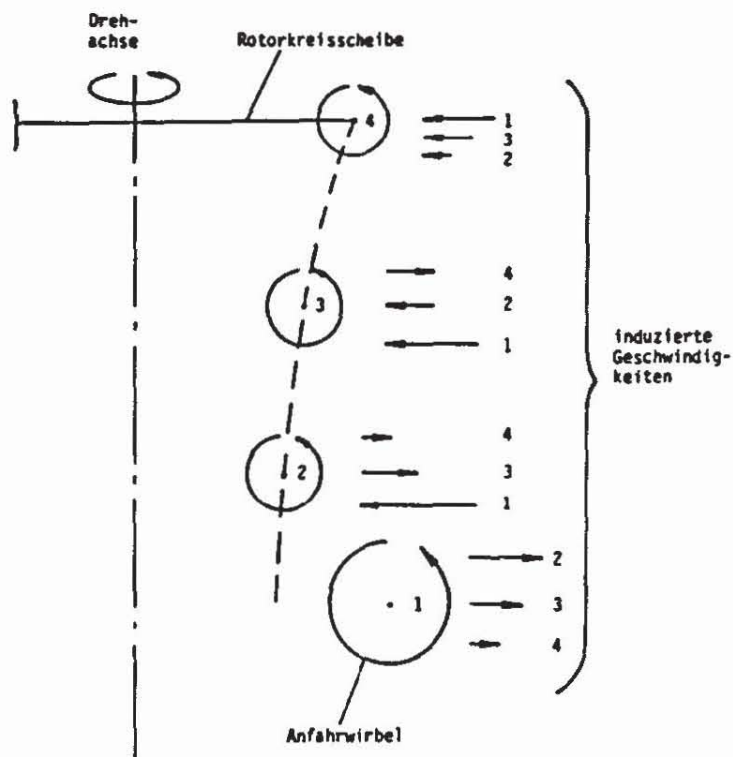 Dreh-
achse
Rotorkreisscheibe
4
1
3
2
3
4
2
1
induzierte
Geschwindig-
keiten
2
4
3
1
1
2
3
4
Anfahrwirbel